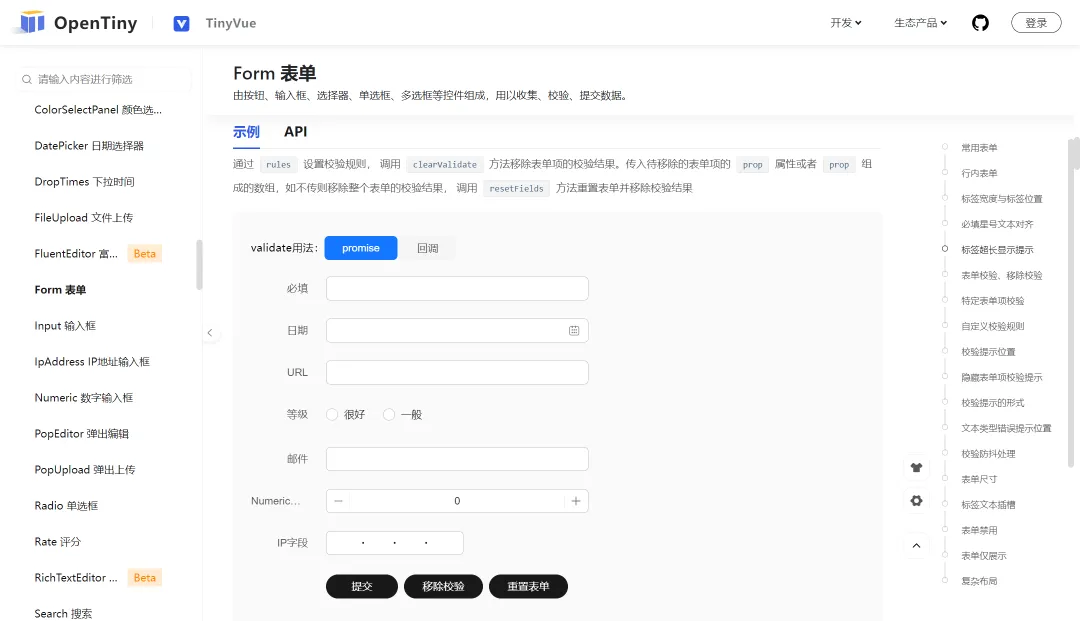 OpenTiny
TinyVue
开发
生态产品
登录
请输入内容进行筛选
ColorSelectPanel 颜色选...
DatePicker 日期选择器
DropTimes 下拉时间
FileUpload 文件上传
FluentEditor 富... Beta
Form 表单
Input 输入框
IpAddress IP地址输入框
Numeric 数字输入框
PopEditor 弹出编辑
PopUpload 弹出上传
Radio 单选框
Rate 评分
RichTextEditor ... Beta
Search 搜索
Form 表单
由按钮、输入框、选择器、单选框、多选框等控件组成，用以收集、校验、提交数据。
示例 API
通过 rules 设置校验规则， 调用 clearValidate 方法移除表单项的校验结果。传入待移除的表单项的 prop 属性或者 prop 组
成的数组，如不传则移除整个表单的校验结果， 调用 resetFields 方法重置表单并移除校验结果
validate用法: promise 回调
必填
日期
URL
等级 很好 一般
邮件
Numeric... 0
IP字段 . . .
提交 移除校验 重置表单
常用表单
行内表单
标签宽度与标签位置
必填星号文本对齐
标签超长显示提示
表单校验、移除校验
特定表单项校验
自定义校验规则
校验提示位置
隐藏表单项校验提示
校验提示的形式
文本类型错误提示位置
校验防抖处理
表单尺寸
标签文本插槽
表单禁用
表单仅展示
复杂布局